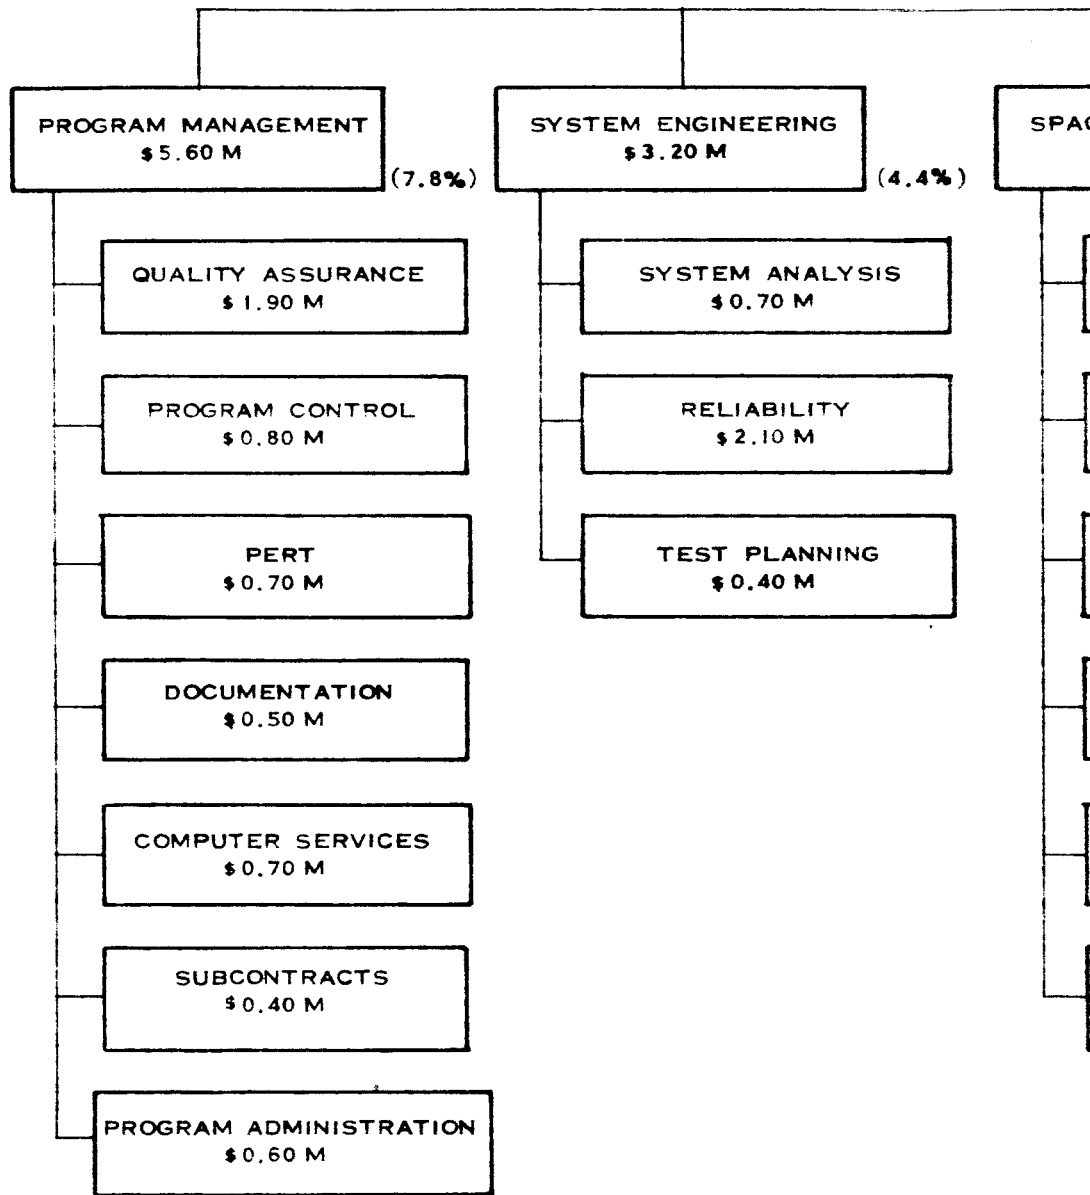 PROGRAM MANAGEMENT
$5.60 M
(7.8%)
QUALITY ASSURANCE
$1.90 M
PROGRAM CONTROL
$0.80 M
PERT
$0.70 M
DOCUMENTATION
$0.50 M
COMPUTER SERVICES
$0.70 M
SUBCONTRACTS
$0.40 M
PROGRAM ADMINISTRATION
$0.60 M
SYSTEM ENGINEERING
$3.20 M
(4.4%)
SYSTEM ANALYSIS
$0.70 M
RELIABILITY
$2.10 M
TEST PLANNING
$0.40 M